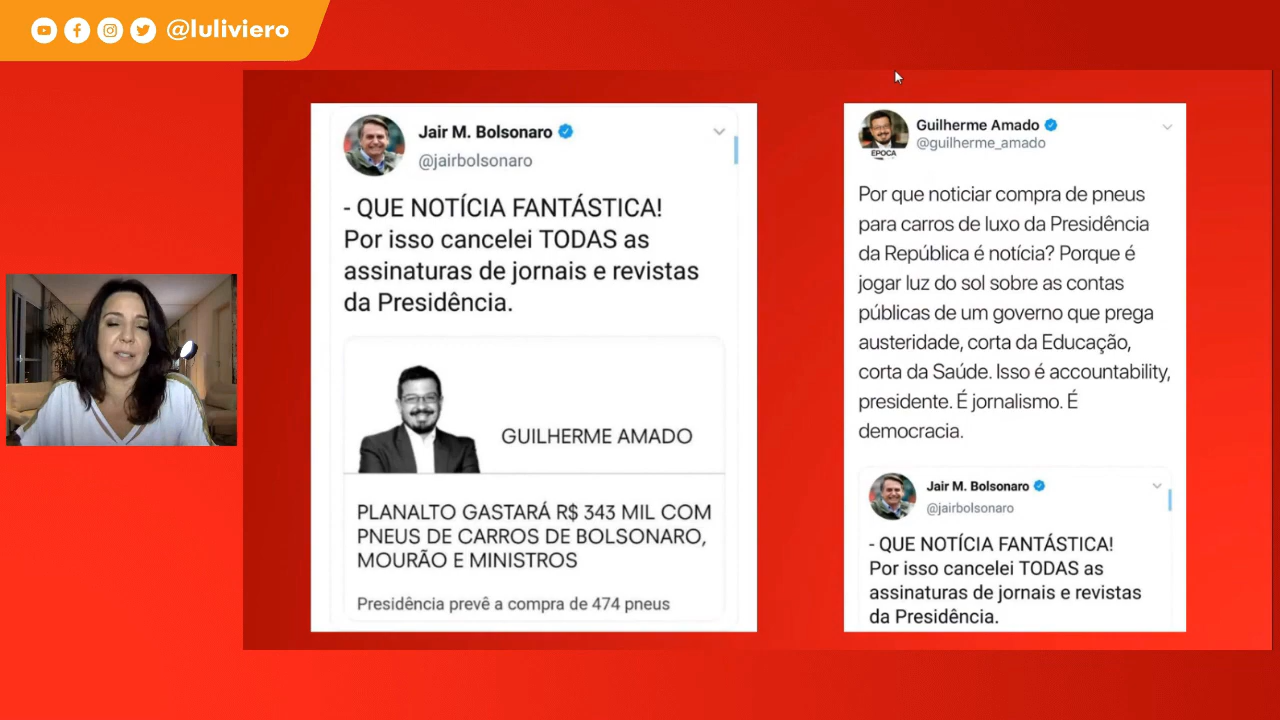 @luliviero
Jair M. Bolsonaro
@jairbolsonaro
- QUE NOTÍCIA FANTÁSTICA!
Por isso cancelei TODAS as
assinaturas de jornais e revistas
da Presidência.
GUILHERME AMADO
PLANALTO GASTARÁ R$ 343 MIL COM
PNEUS DE CARROS DE BOLSONARO,
MOURÃO E MINISTROS
Presidência prevê a compra de 474 pneus
Guilherme Amado
@guilherme_amado
EPOCA
Por que noticiar compra de pneus
para carros de luxo da Presidência
da República é notícia? Porque é
jogar luz do sol sobre as contas
públicas de um governo que prega
austeridade, corta da Educação,
corta da Saúde. Isso é accountability,
presidente. É jornalismo. É
democracia.
Jair M. Bolsonaro
@jairbolsonaro
- QUE NOTÍCIA FANTÁSTICA!
Por isso cancelei TODAS as
assinaturas de jornais e revistas
da Presidência.